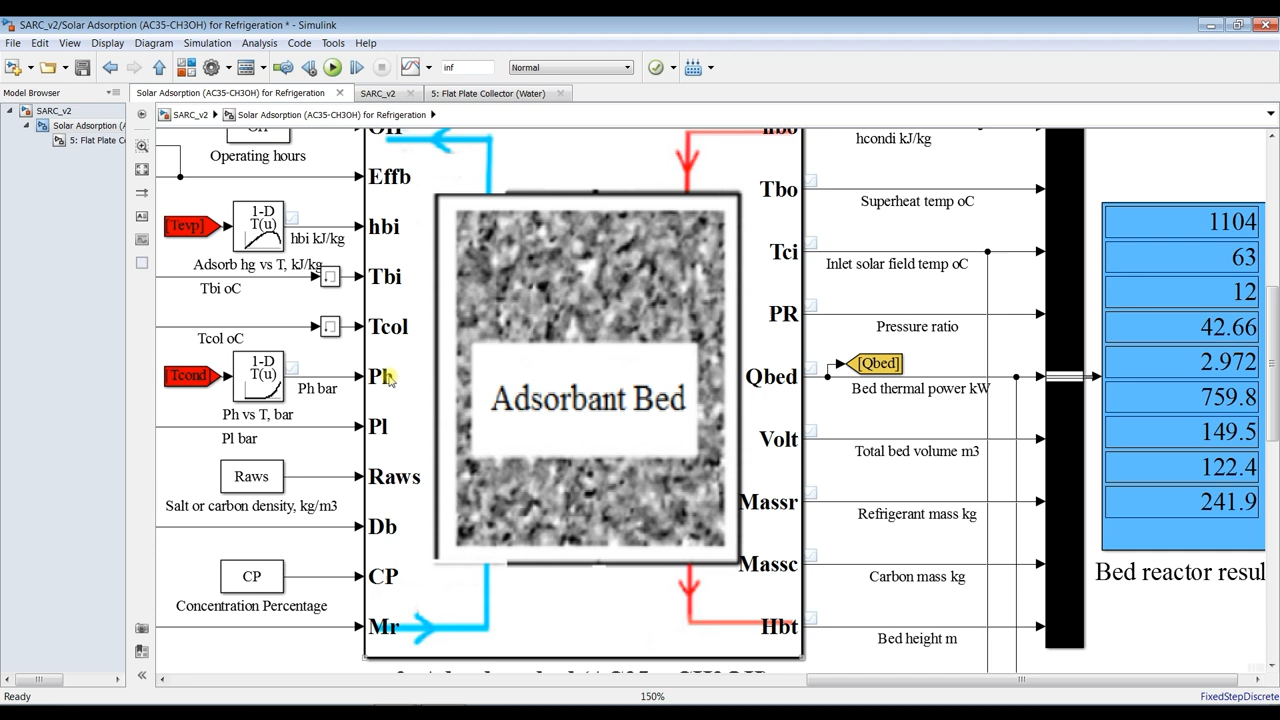 SARC_v2/Solar Adsorption (AC35-CH3OH) for Refrigeration * - Simulink
File Edit View Display Diagram Simulation Analysis Code Tools Help
inf
Normal
Model Browser
Solar Adsorption (AC35-CH3OH) for Refrigeration
SARC_v2
5: Flat Plate Collector (Water)
SARC_v2
Solar Adsorption (A
5: Flat Plate C
SARC_v2 Solar Adsorption (AC35-CH3OH) for Refrigeration
Operating hours
Effb
[Tevp]
1-D
T(u)
hbi kJ/kg
hbi
Adsorb hg vs T, kJ/kg
Tbi oC
Tbi
Tcol oC
Tcol
[Tcond]
1-D
T(u)
Ph bar
Ph
Ph vs T, bar
Pl bar
Pl
Raws
Raws
Salt or carbon density, kg/m3
Db
CP
CP
Concentration Percentage
Mr
Adsorbant Bed
hcondi kJ/kg
Tbo
Superheat temp oC
Tci
Inlet solar field temp oC
PR
Pressure ratio
Qbed
[Qbed]
Bed thermal power kW
Volt
Total bed volume m3
Massr
Refrigerant mass kg
Massc
Carbon mass kg
Hbt
Bed height m
1104
63
12
42.66
2.972
759.8
149.5
122.4
241.9
Bed reactor resul
Ready
150%
FixedStepDiscrete